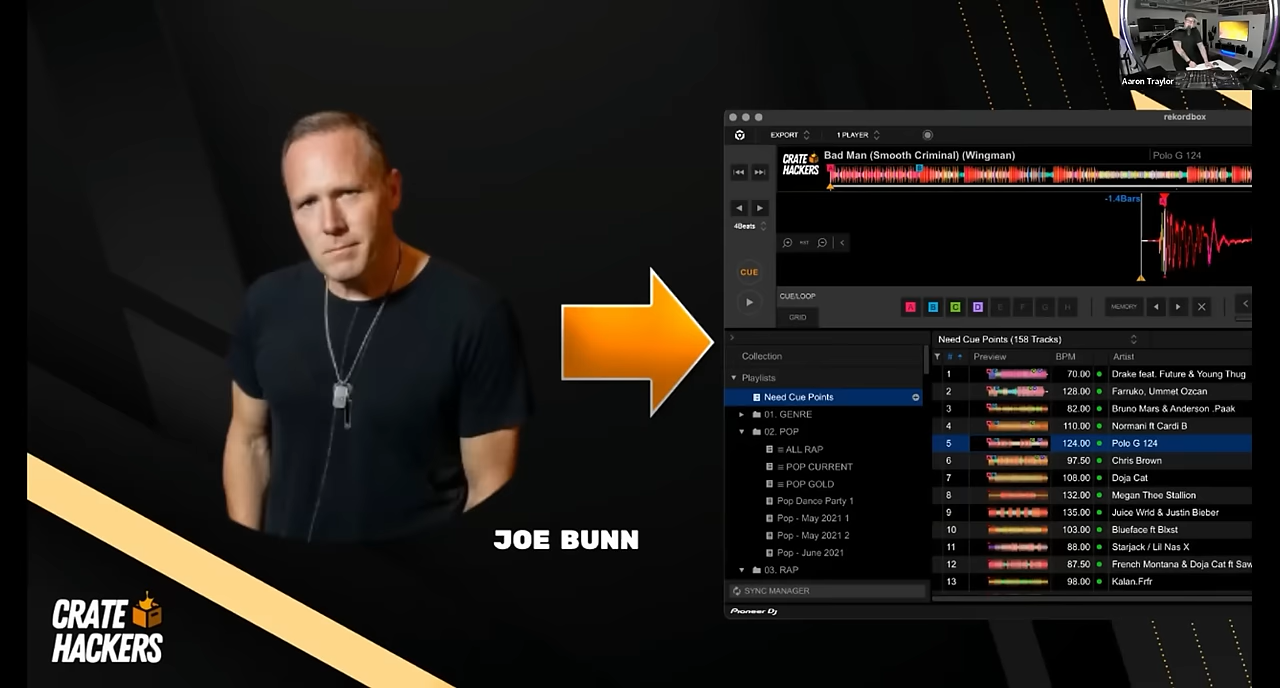 Aaron Traylor
JOE BUNN
CRATE
HACKERS
rekordbox
EXPORT
1 PLAYER
CRATE
HACKERS
Bad Man (Smooth Criminal) (Wingman)
Polo G 124
A
B
4Beats
-1.4Bars
A
RST
CUE
CUE/LOOP
GRID
A B C D E F G H
MEMORY
Need Cue Points (158 Tracks)
# Preview BPM Artist
Collection
Playlists
Need Cue Points
01. GENRE
02. POP
ALL RAP
POP CURRENT
POP GOLD
Pop Dance Party 1
Pop - May 2021 1
Pop - May 2021 2
Pop - June 2021
03. RAP
SYNC MANAGER
Pioneer Dj
1 70.00 Drake feat. Future & Young Thug
2 128.00 Farruko, Ummet Ozcan
3 82.00 Bruno Mars & Anderson .Paak
4 110.00 Normani ft Cardi B
5 124.00 Polo G 124
6 97.50 Chris Brown
7 108.00 Doja Cat
8 132.00 Megan Thee Stallion
9 135.00 Juice Wrld & Justin Bieber
10 103.00 Blueface ft Blxst
11 88.00 Starjack / Lil Nas X
12 87.50 French Montana & Doja Cat ft Saw
13 98.00 Kalan.Frfr